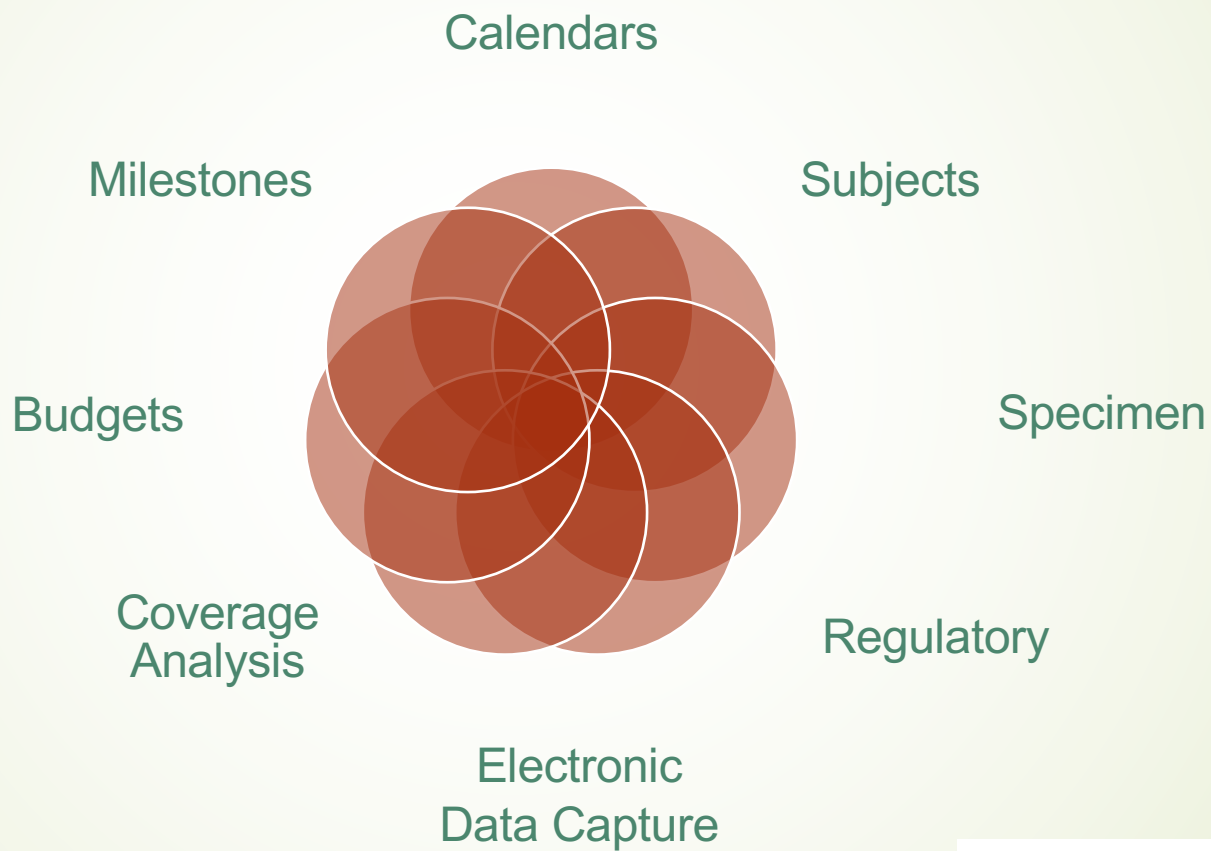 Calendars
Milestones
Subjects
Budgets
Specimen
Coverage
Analysis
Regulatory
Electronic
Data Capture